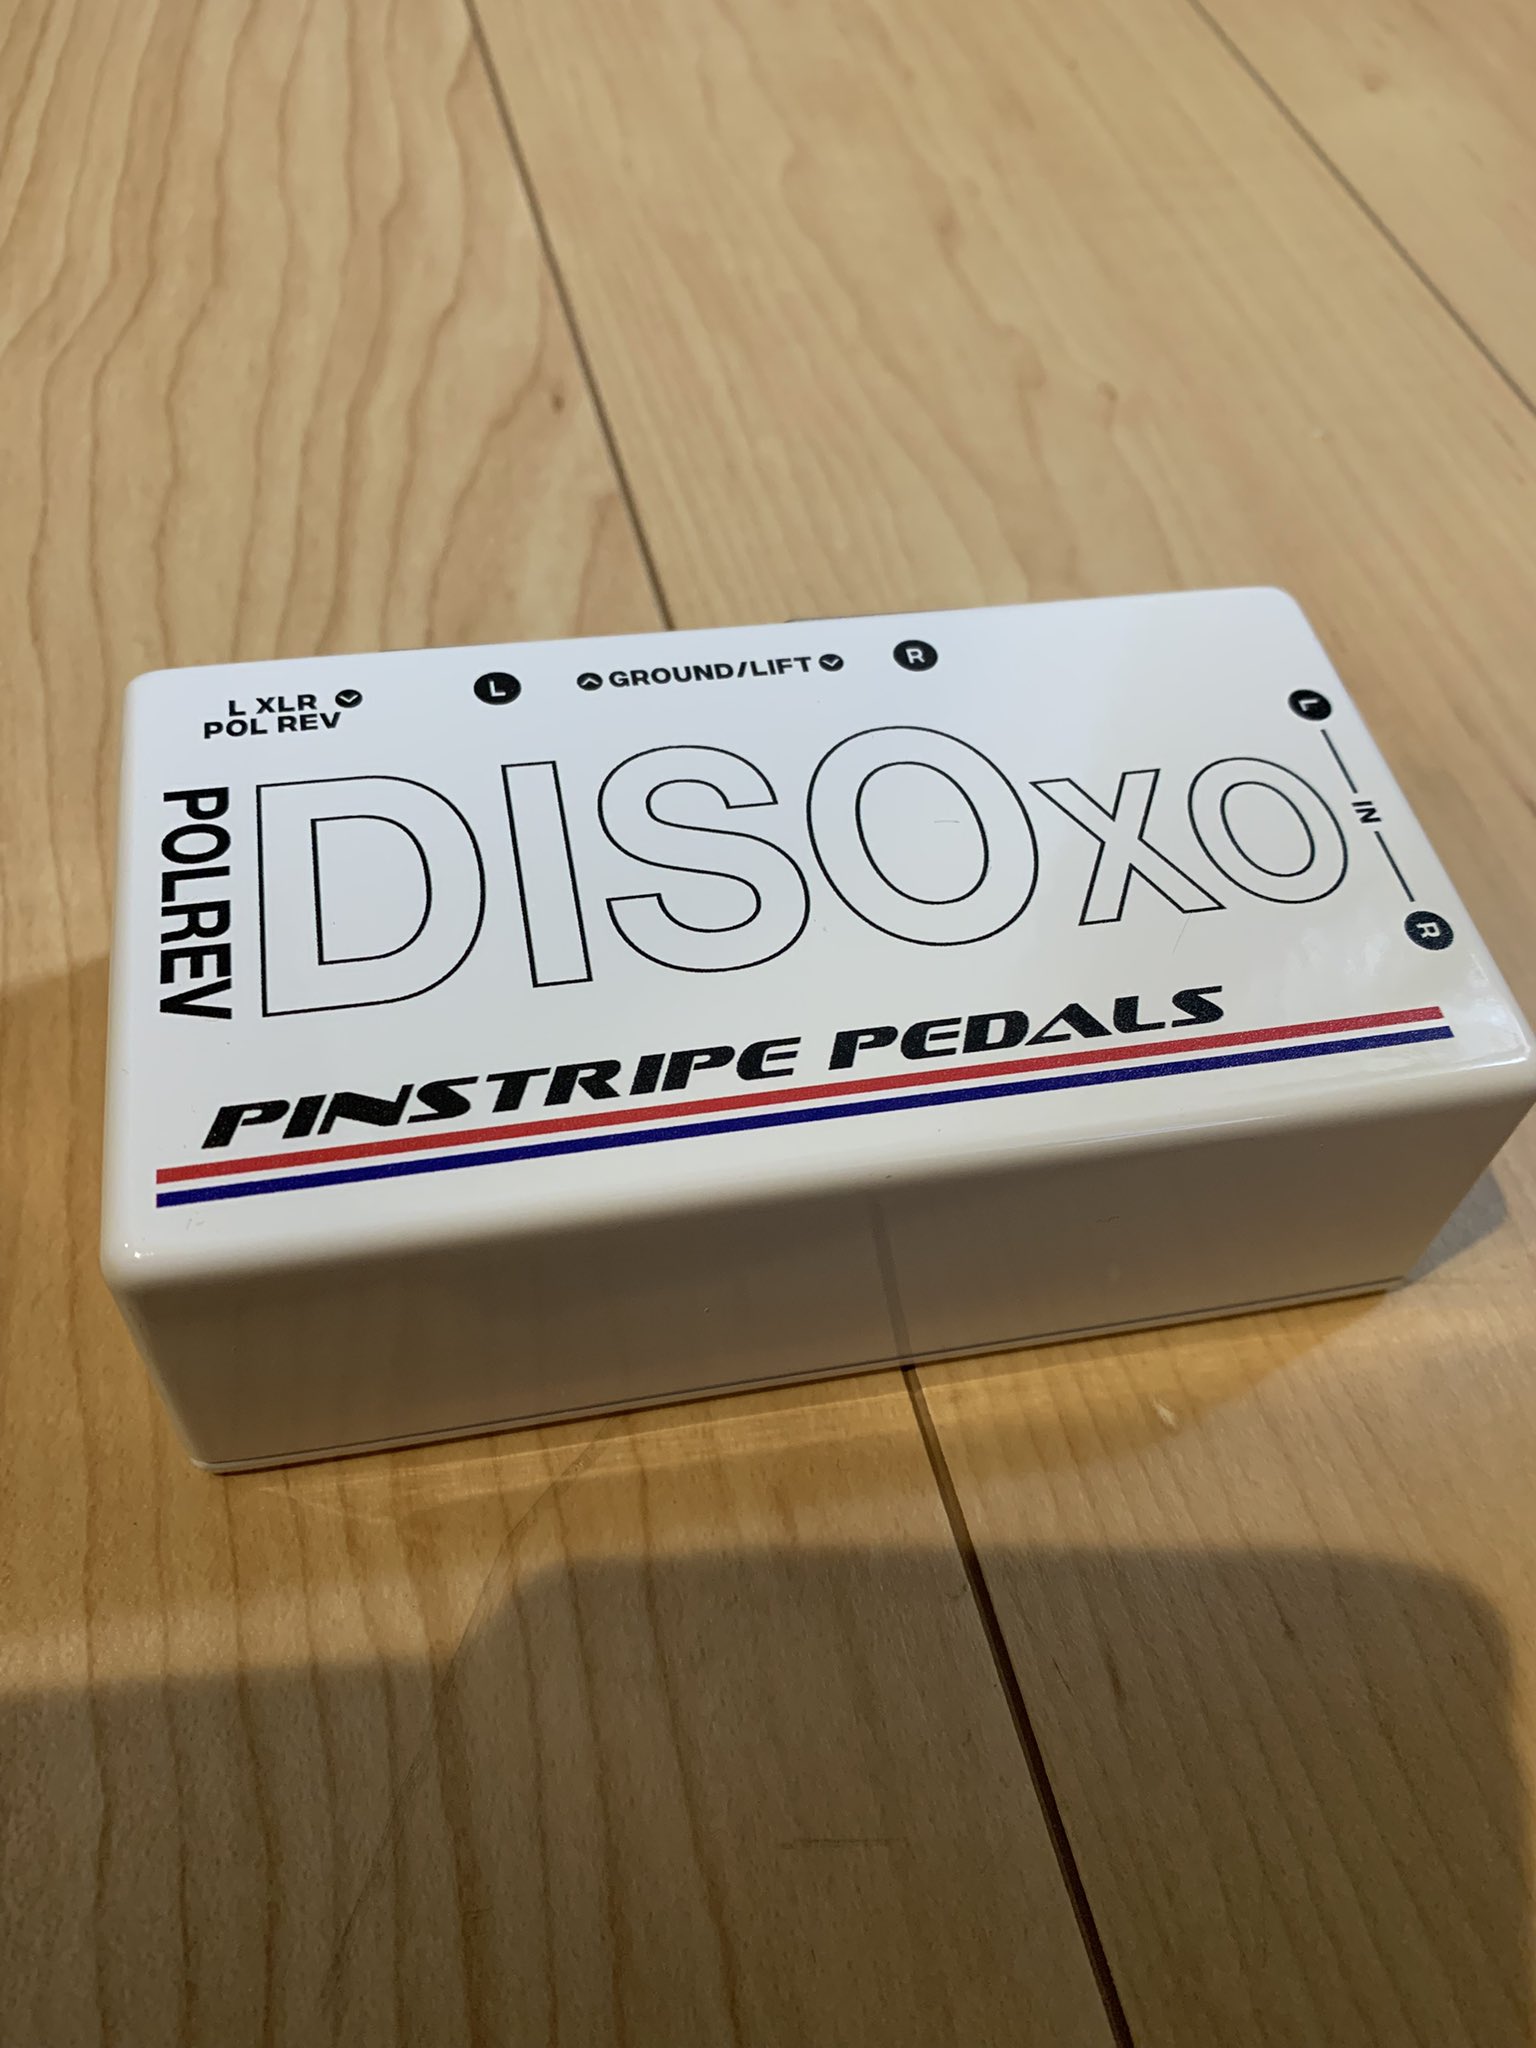 L XLR
POL REV
L
GROUND/LIFT
R
POLREV
DISOxo
L
IN
R
PINSTRIPE PEDALS